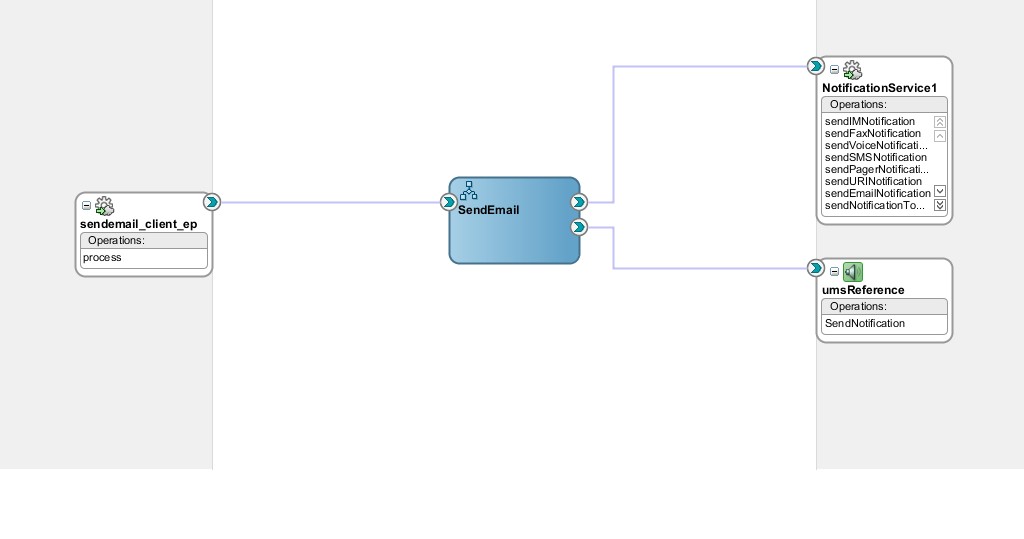 sendemail_client_ep
Operations:
process
SendEmail
NotificationService1
Operations:
sendIMNotification
sendFaxNotification
sendVoiceNotificati...
sendSMSNotification
sendPagerNotificati...
sendURINotification
sendEmailNotification
sendNotificationTo...
umsReference
Operations:
SendNotification